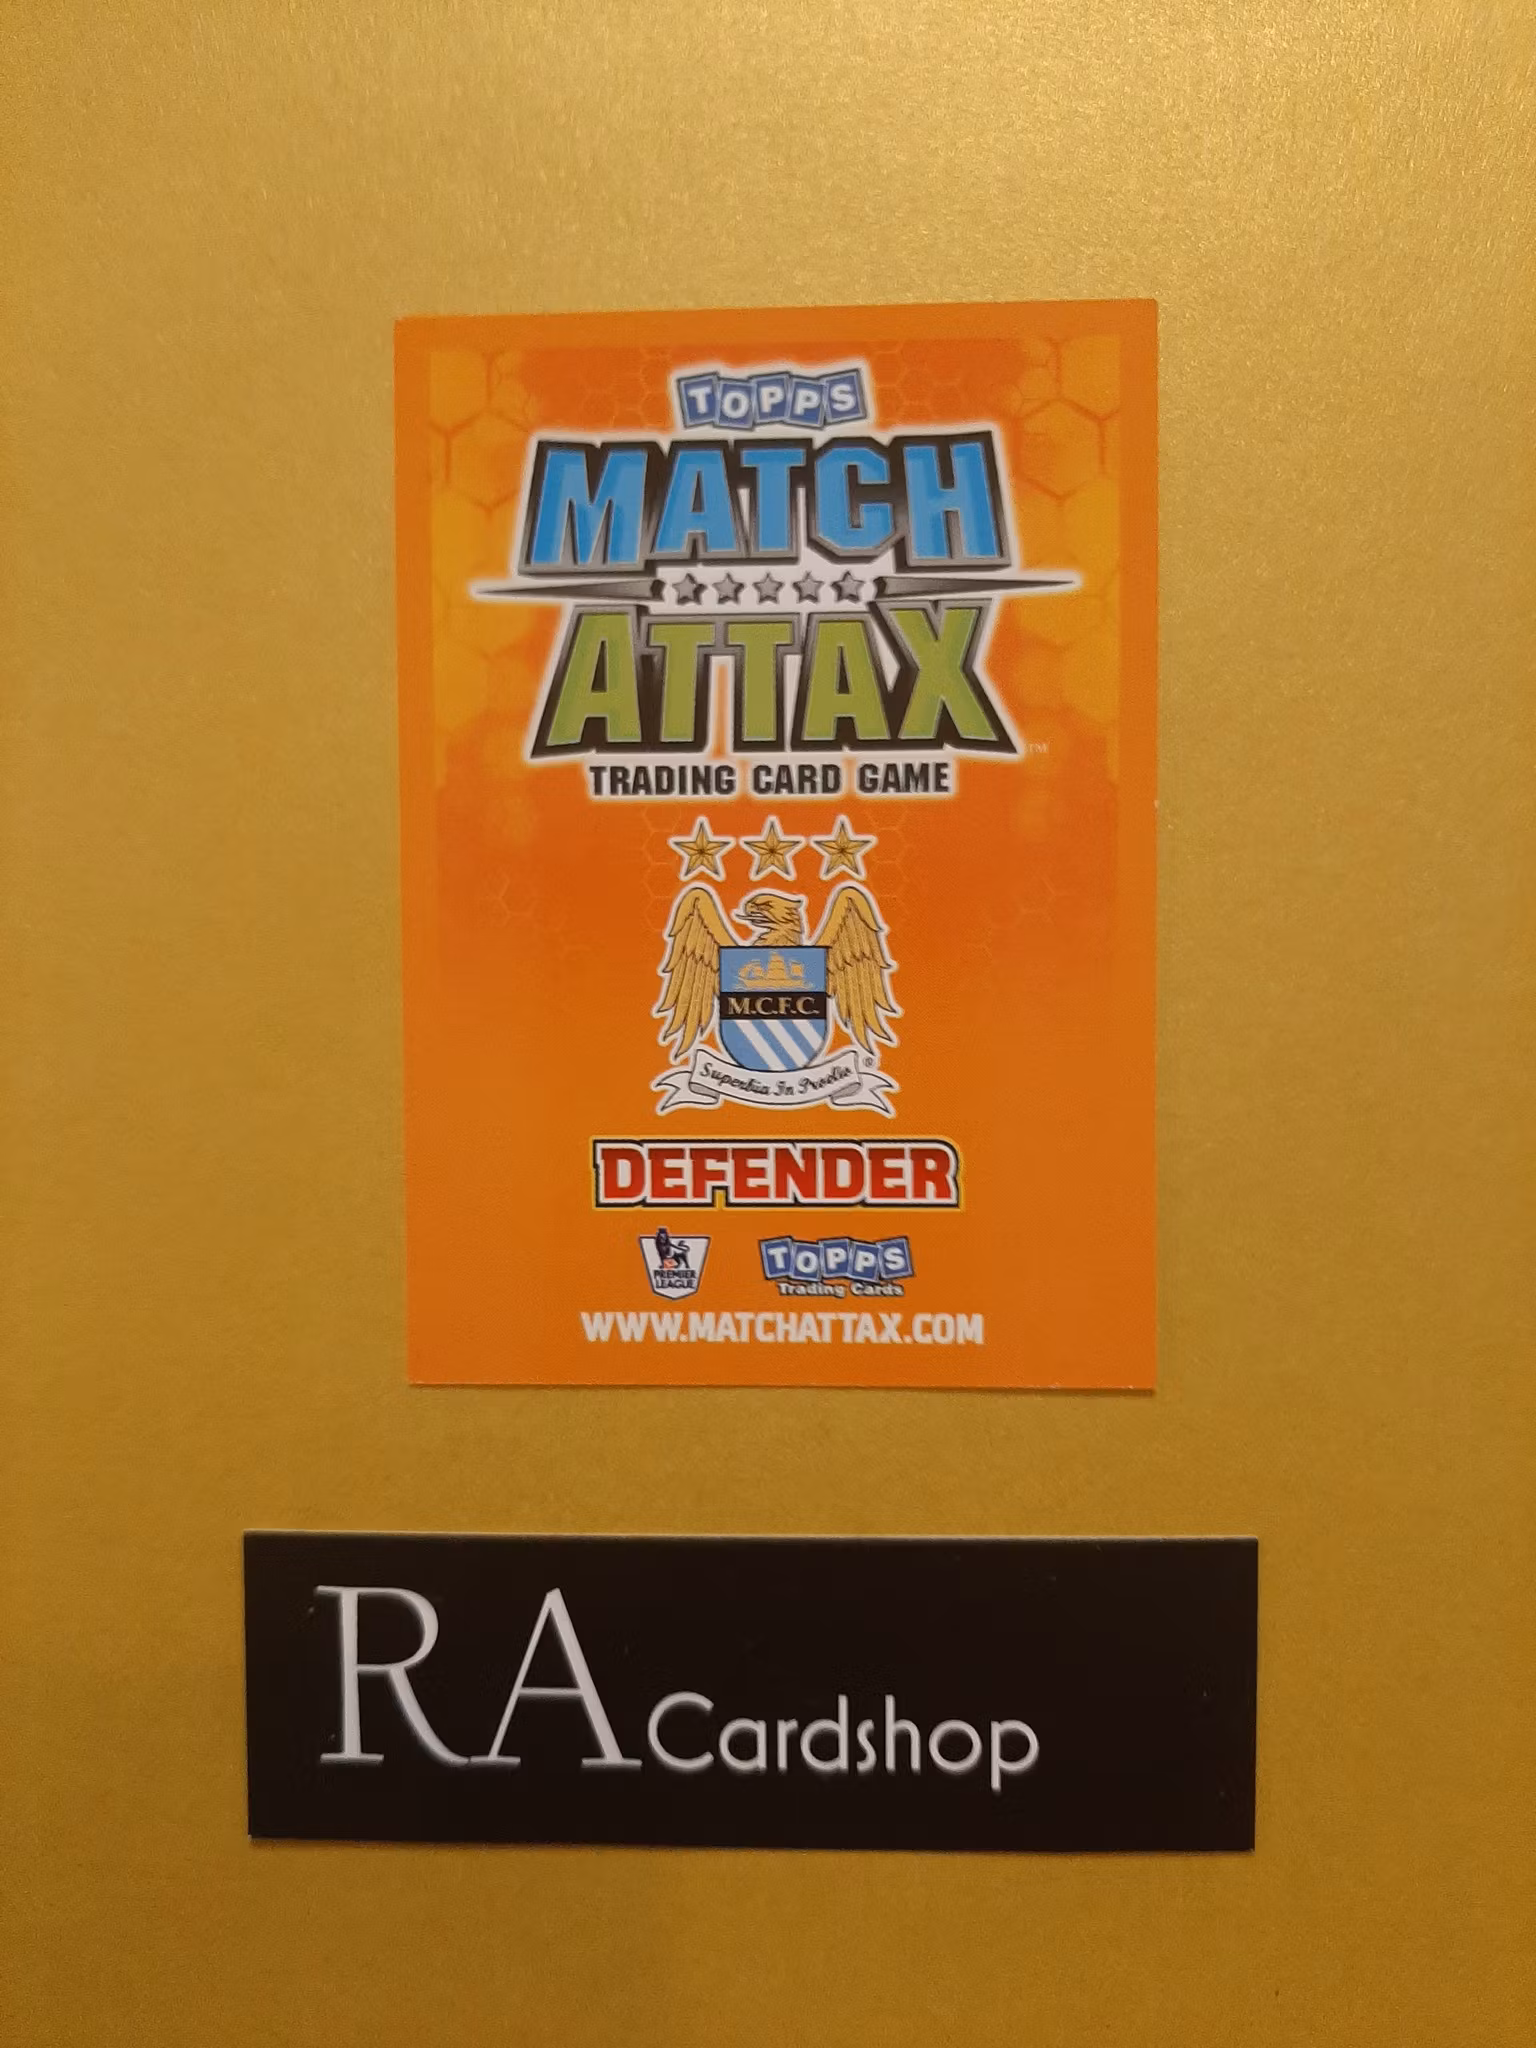 TOPPS
MATCH
ATTAX™
TRADING CARD GAME
M.C.F.C.
Superbia In Proelio ®
DEFENDER
PREMIER
LEAGUE
TOPPS
Trading Cards
WWW.MATCHATTAX.COM
RA Cardshop